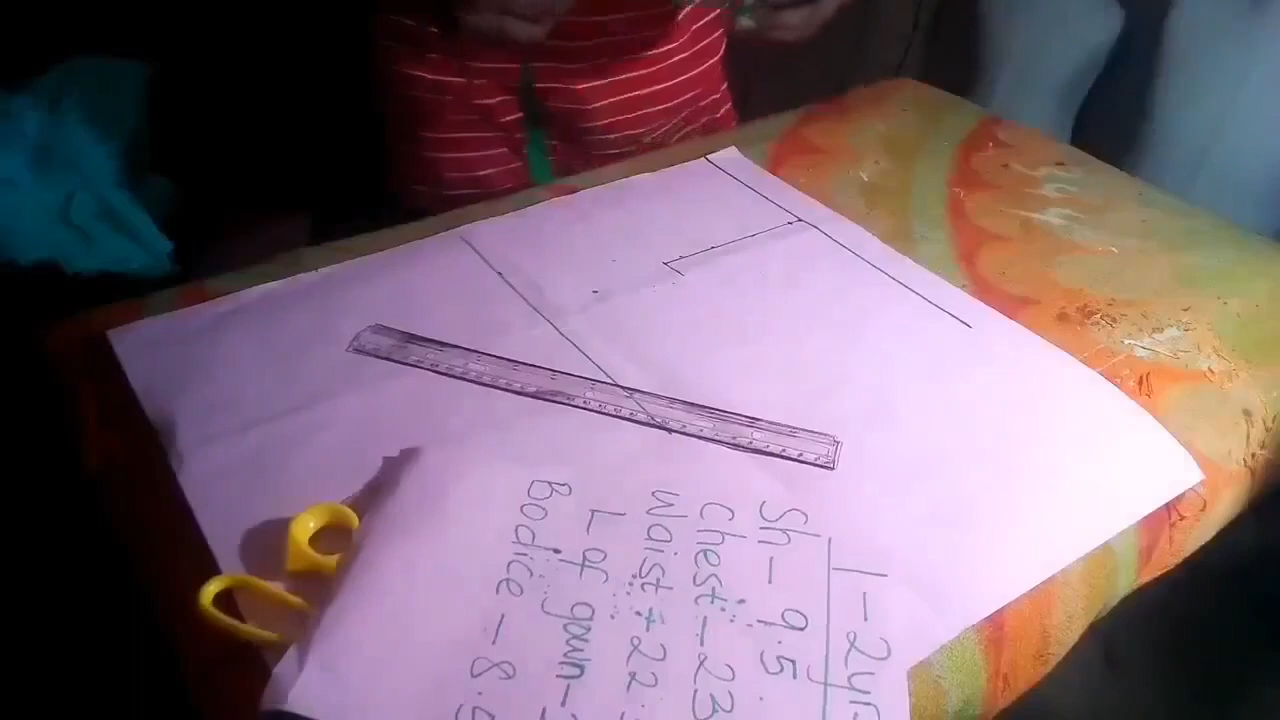 1-2yr
Sh- 9.5
Chest-23
Waist-22.
L of gown-
Bodice-8.5